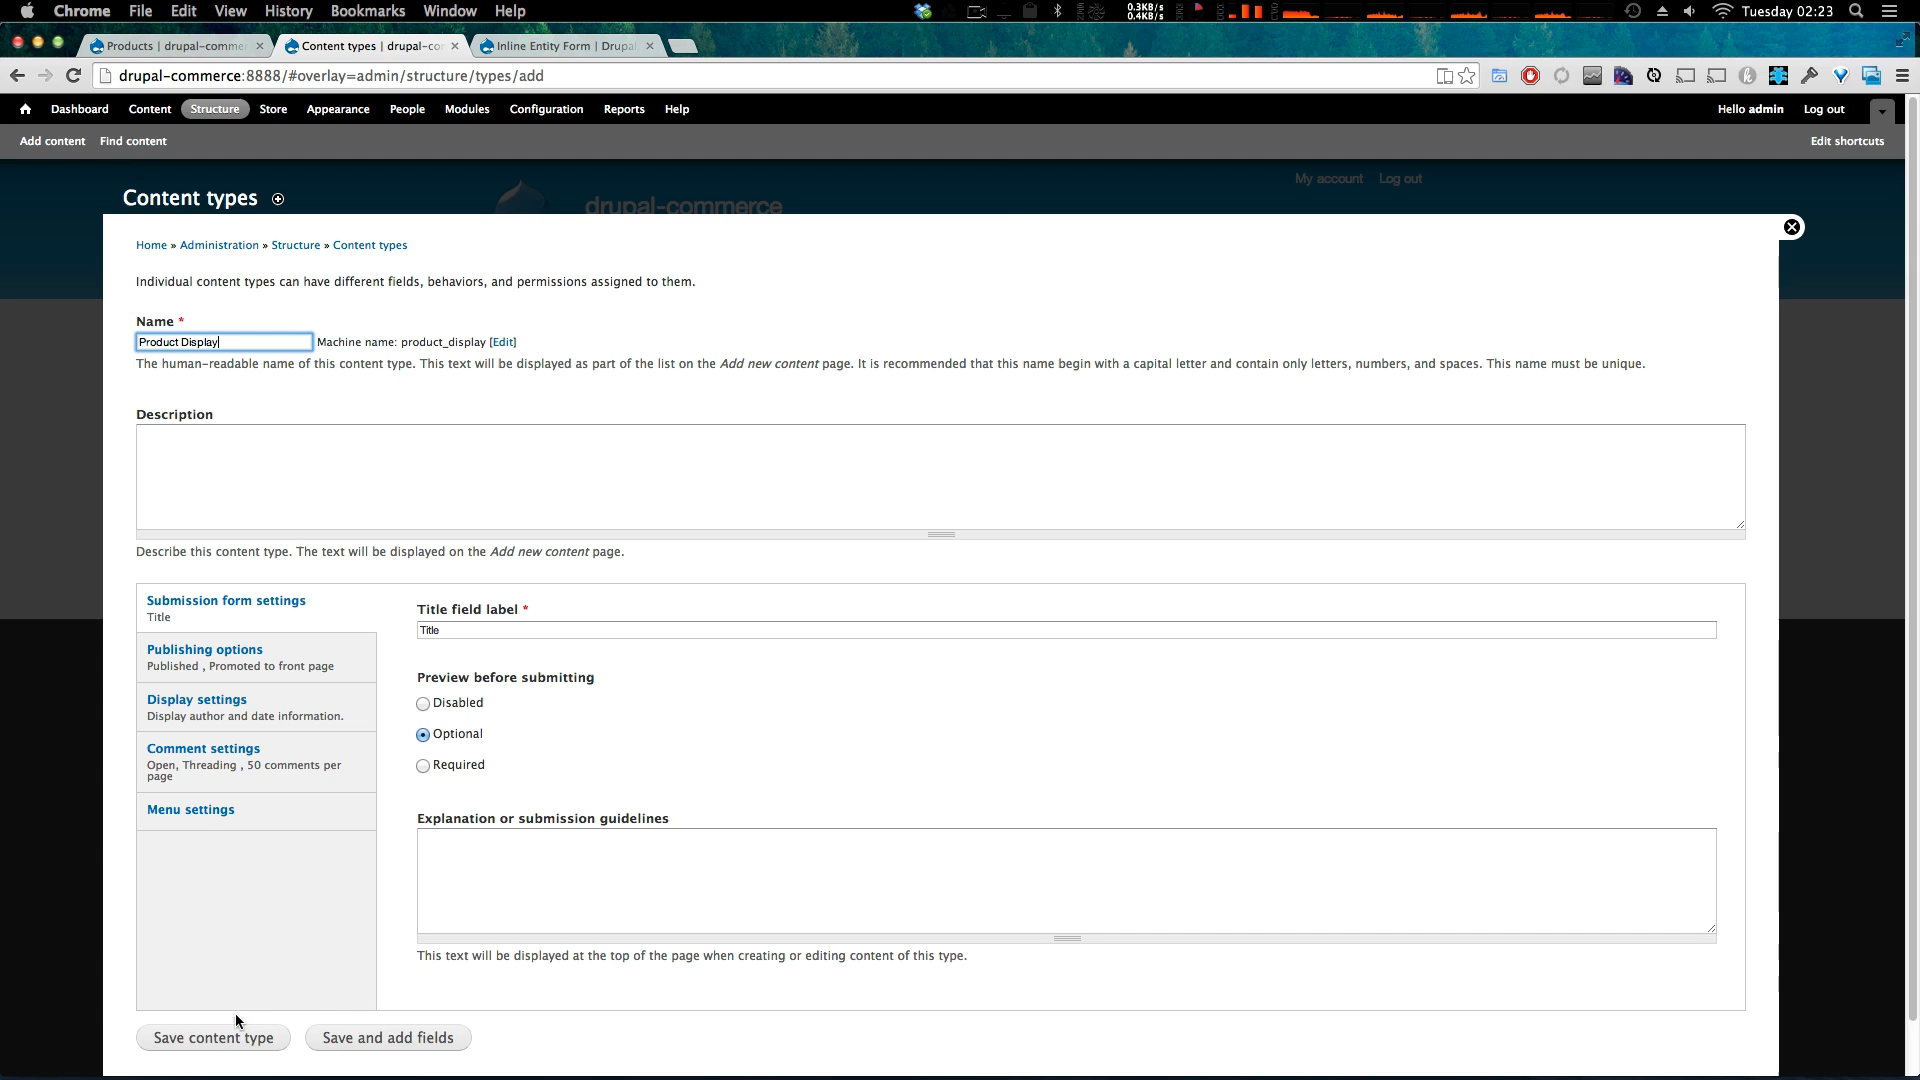 Chrome File Edit View History Bookmarks Window Help
0.3KB/s
0.4KB/s
Tuesday 02:23
Products | drupal-commer
Content types | drupal-cor
Inline Entity Form | Drupal
drupal-commerce:8888/#overlay=admin/structure/types/add
Dashboard Content Structure Store Appearance People Modules Configuration Reports Help
Hello admin Log out
Add content Find content
Edit shortcuts
My account Log out
Content types
drupal-commerce
Home » Administration » Structure » Content types
Individual content types can have different fields, behaviors, and permissions assigned to them.
Name *
Product Display
Machine name: product_display [Edit]
The human-readable name of this content type. This text will be displayed as part of the list on the Add new content page. It is recommended that this name begin with a capital letter and contain only letters, numbers, and spaces. This name must be unique.
Description
Describe this content type. The text will be displayed on the Add new content page.
Submission form settings
Title
Publishing options
Published , Promoted to front page
Display settings
Display author and date information.
Comment settings
Open, Threading , 50 comments per
page
Menu settings
Title field label *
Title
Preview before submitting
Disabled
Optional
Required
Explanation or submission guidelines
This text will be displayed at the top of the page when creating or editing content of this type.
Save content type
Save and add fields